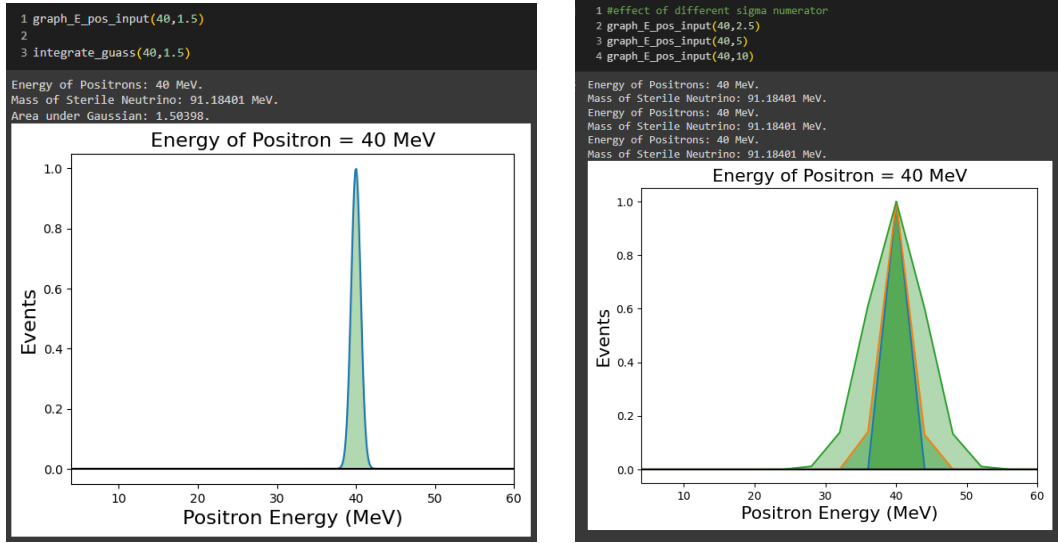 1 graph_E_pos_input(40,1.5)
2
3 integrate_guass(40,1.5)
Energy of Positrons: 40 MeV.
Mass of Sterile Neutrino: 91.18401 MeV.
Area under Gaussian: 1.50398.
Energy of Positron = 40 MeV
Events
1.0
0.8
0.6
0.4
0.2
0.0
10 20 30 40 50 60
Positron Energy (MeV)
1 #effect of different sigma numerator
2 graph_E_pos_input(40,2.5)
3 graph_E_pos_input(40,5)
4 graph_E_pos_input(40,10)
Energy of Positrons: 40 MeV.
Mass of Sterile Neutrino: 91.18401 MeV.
Energy of Positrons: 40 MeV.
Mass of Sterile Neutrino: 91.18401 MeV.
Energy of Positrons: 40 MeV.
Mass of Sterile Neutrino: 91.18401 MeV.
Energy of Positron = 40 MeV
Events
1.0
0.8
0.6
0.4
0.2
0.0
10 20 30 40 50 60
Positron Energy (MeV)